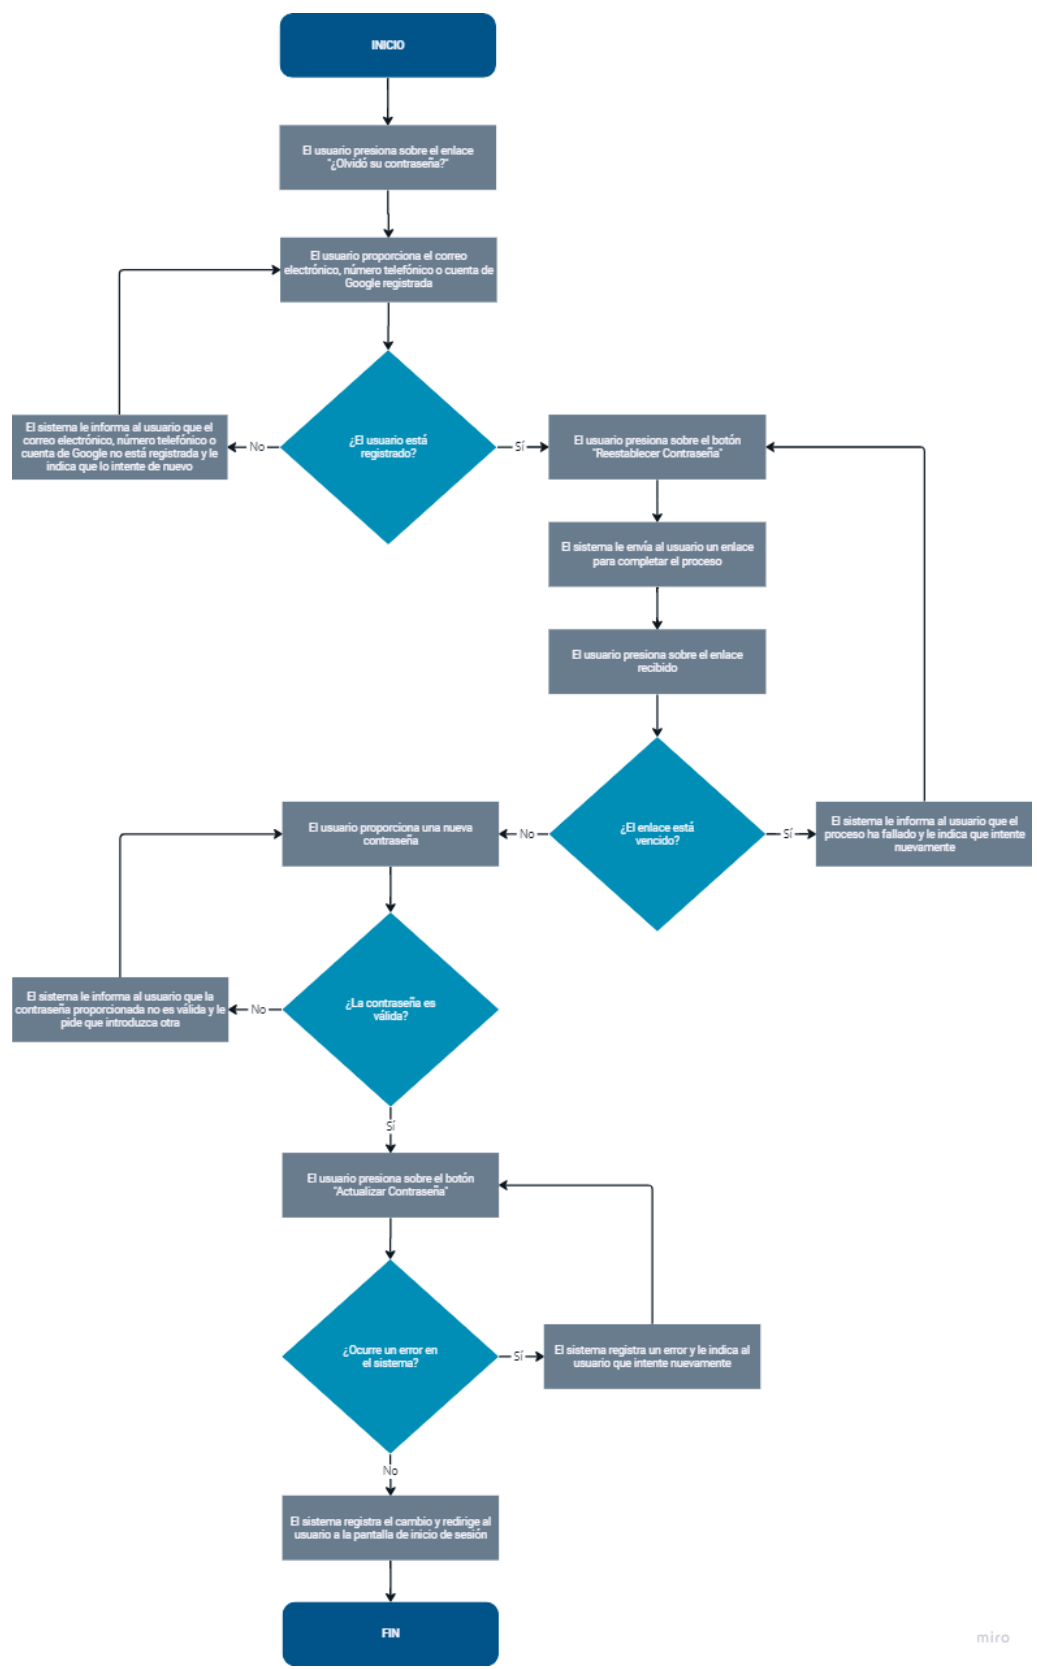 INICIO
El usuario presiona sobre el enlace
"¿Olvidó su contraseña?"
El usuario proporciona el correo
electrónico, número telefónico o cuenta de
Google registrada
¿El usuario está
registrado?
No
El sistema le informa al usuario que el
correo electrónico, número telefónico o
cuenta de Google no está registrada y le
indica que lo intente de nuevo
Sí
El usuario presiona sobre el botón
"Reestablecer Contraseña"
El sistema le envía al usuario un enlace
para completar el proceso
El usuario presiona sobre el enlace
recibido
¿El enlace está
vencido?
Sí
El sistema le informa al usuario que el
proceso ha fallado y le indica que intente
nuevamente
No
El usuario proporciona una nueva
contraseña
¿La contraseña es
válida?
No
El sistema le informa al usuario que la
contraseña proporcionada no es válida y le
pide que introduzca otra
Sí
El usuario presiona sobre el botón
"Actualizar Contraseña"
¿Ocurre un error en
el sistema?
Sí
El sistema registra un error y le indica al
usuario que intente nuevamente
No
El sistema registra el cambio y redirige al
usuario a la pantalla de inicio de sesión
FIN
miro